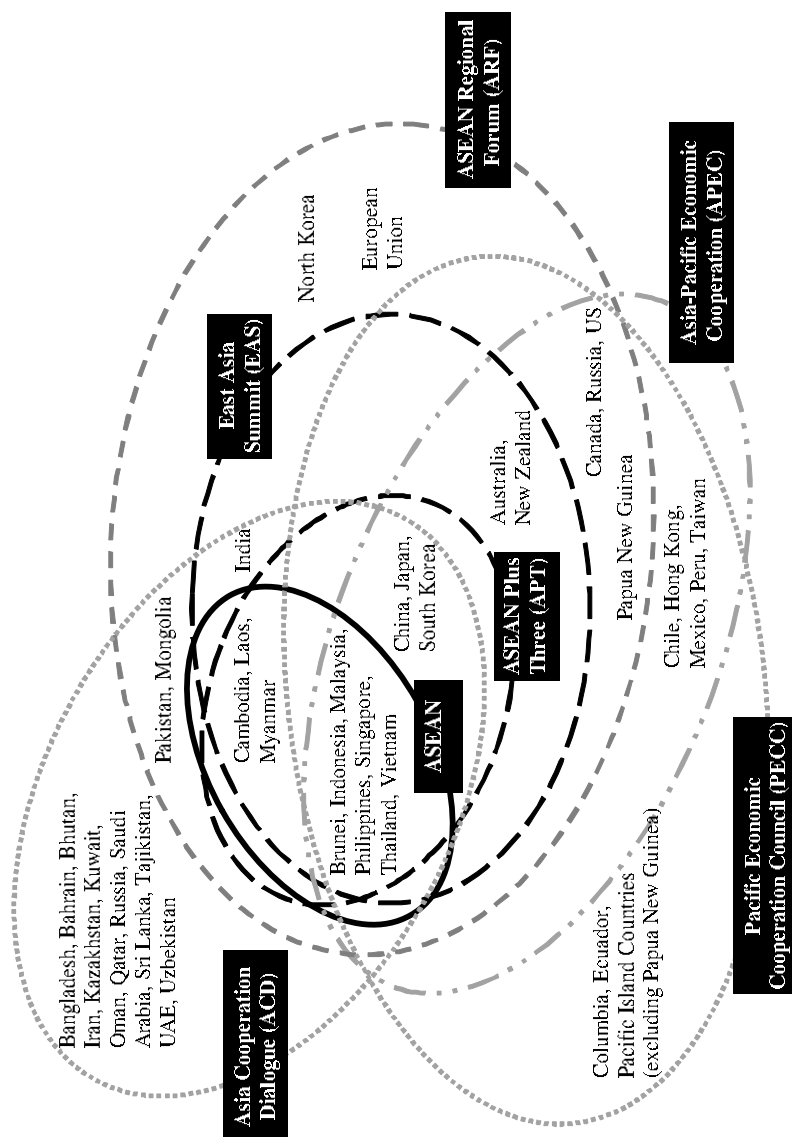 Asia Cooperation
Dialogue (ACD)
Bangladesh, Bahrain, Bhutan,
Iran, Kazakhstan, Kuwait,
Oman, Qatar, Russia, Saudi
Arabia, Sri Lanka, Tajikistan,
UAE, Uzbekistan
Pakistan, Mongolia
East Asia
Summit (EAS)
India
Cambodia, Laos,
Myanmar
North Korea
European
Union
ASEAN Regional
Forum (ARF)
Brunei, Indonesia, Malaysia,
Philippines, Singapore,
Thailand, Vietnam
China, Japan,
South Korea
ASEAN
ASEAN Plus
Three (APT)
Australia,
New Zealand
Canada, Russia, US
Papua New Guinea
Chile, Hong Kong,
Mexico, Peru, Taiwan
Asia-Pacific Economic
Cooperation (APEC)
Columbia, Ecuador,
Pacific Island Countries
(excluding Papua New Guinea)
Pacific Economic
Cooperation Council (PECC)